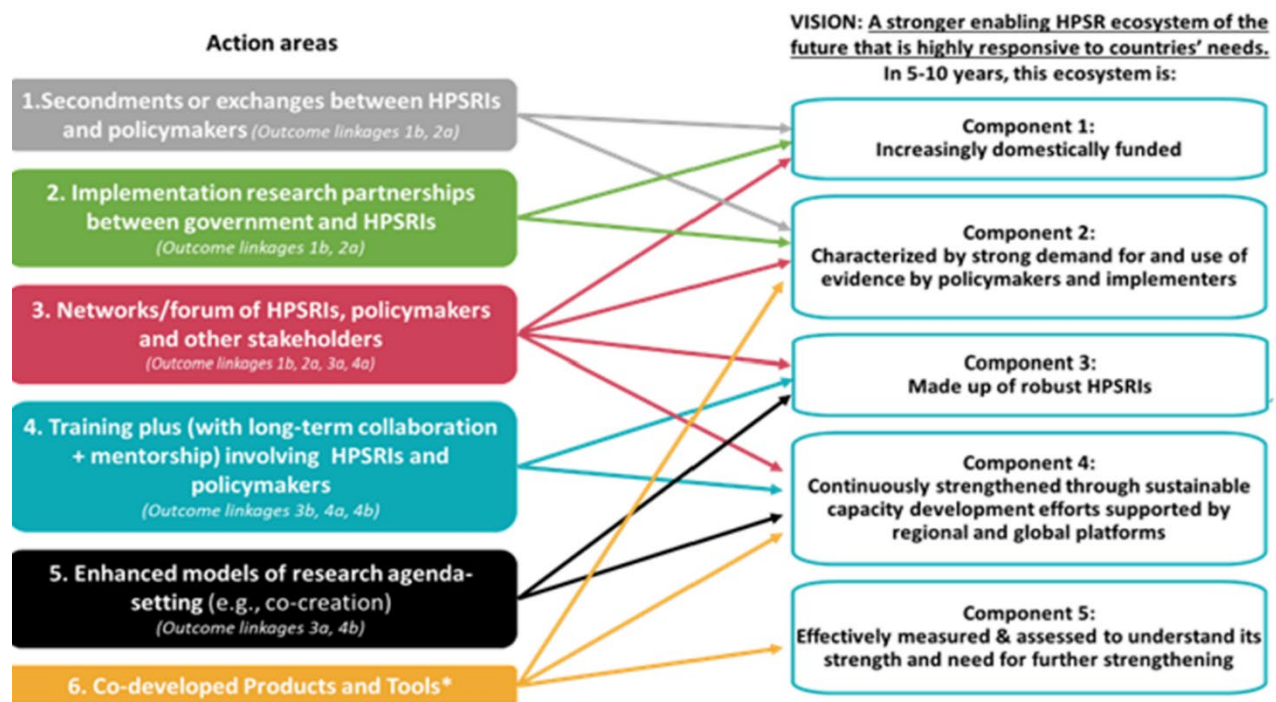 Action areas
1.Secondments or exchanges between HPSRIs
and policymakers (Outcome linkages 1b, 2a)
2. Implementation research partnerships
between government and HPSRIs
(Outcome linkages 1b, 2a)
3. Networks/forum of HPSRIs, policymakers
and other stakeholders
(Outcome linkages 1b, 2a, 3a, 4a)
4. Training plus (with long-term collaboration
+ mentorship) involving HPSRIs and
policymakers
(Outcome linkages 3b, 4a, 4b)
5. Enhanced models of research agenda-
setting (e.g., co-creation)
(Outcome linkages 3a, 4b)
6. Co-developed Products and Tools*
VISION: A stronger enabling HPSR ecosystem of the
future that is highly responsive to countries’ needs.
In 5-10 years, this ecosystem is:
Component 1:
Increasingly domestically funded
Component 2:
Characterized by strong demand for and use of
evidence by policymakers and implementers
Component 3:
Made up of robust HPSRIs
Component 4:
Continuously strengthened through sustainable
capacity development efforts supported by
regional and global platforms
Component 5:
Effectively measured & assessed to understand its
strength and need for further strengthening